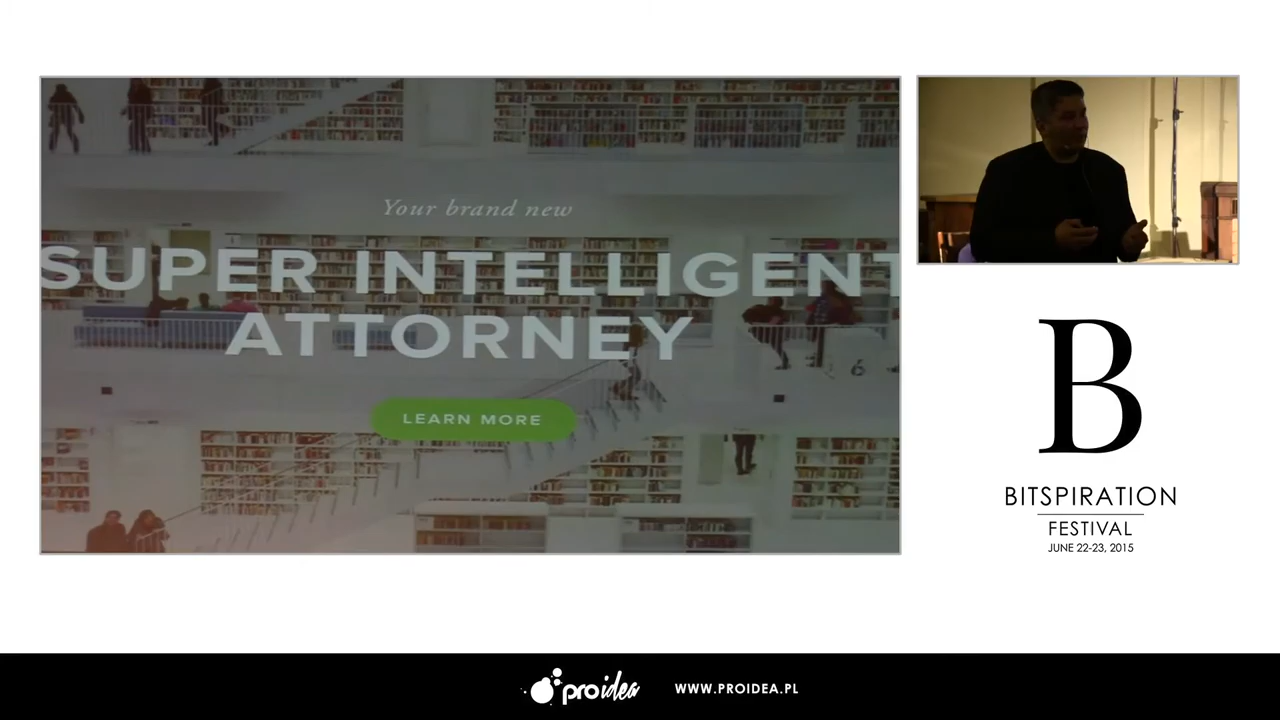 Your brand new
SUPER INTELLIGENT
ATTORNEY
LEARN MORE
B
BITSPIRATION
FESTIVAL
JUNE 22-23, 2015
proidea
WWW.PROIDEA.PL